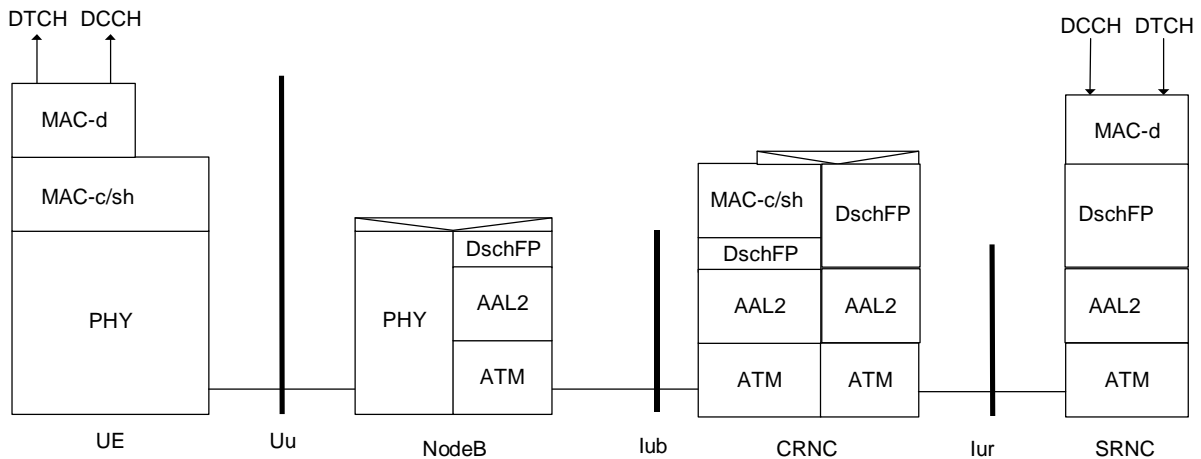 DTCH DCCH
DCCH DTCH
MAC-d
MAC-d
MAC-c/sh
MAC-c/sh
DschFP
DschFP
DschFP
DschFP
PHY
PHY
AAL2
AAL2
AAL2
AAL2
ATM
ATM
ATM
ATM
UE
Uu
NodeB
Iub
CRNC
Iur
SRNC